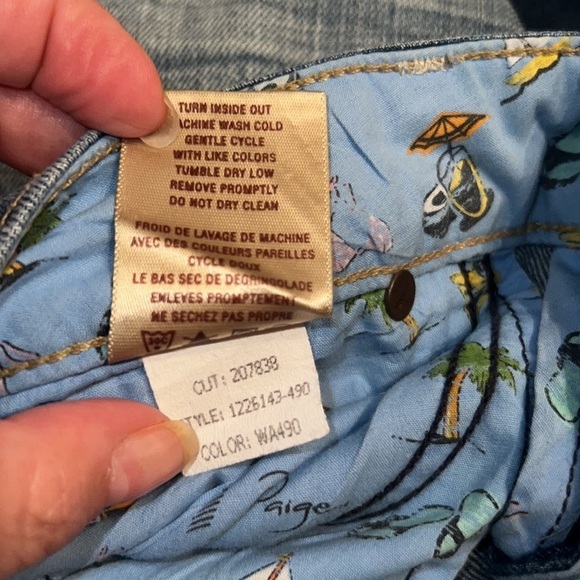 TURN INSIDE OUT
MACHINE WASH COLD
GENTLE CYCLE
WITH LIKE COLORS
TUMBLE DRY LOW
REMOVE PROMPTLY
DO NOT DRY CLEAN
FROID DE LAVAGE DE MACHINE
AVEC DES COULEURS PAREILLES
CYCLE DOUX
LE BAS SEC DE DEGRINGOLADE
ENLEVES PROMPTEMENT
NE SECHEZ PAS PROPRE
CUT: 207838
STYLE: 1226143-490
COLOR: WA490
Paige